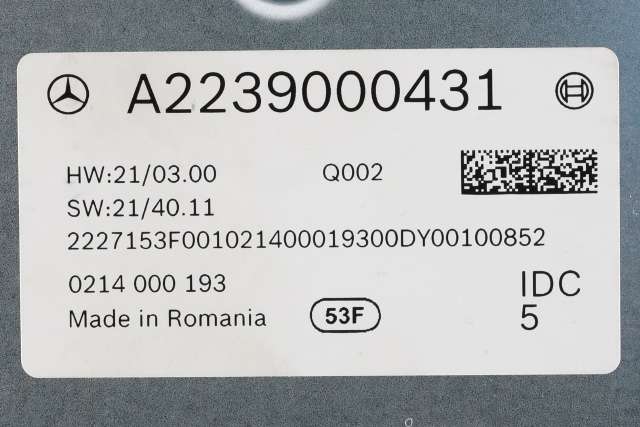 A2239000431
HW:21/03.00 Q002
SW:21/40.11
2227153F001021400019300DY00100852
0214 000 193 IDC
Made in Romania 53F 5